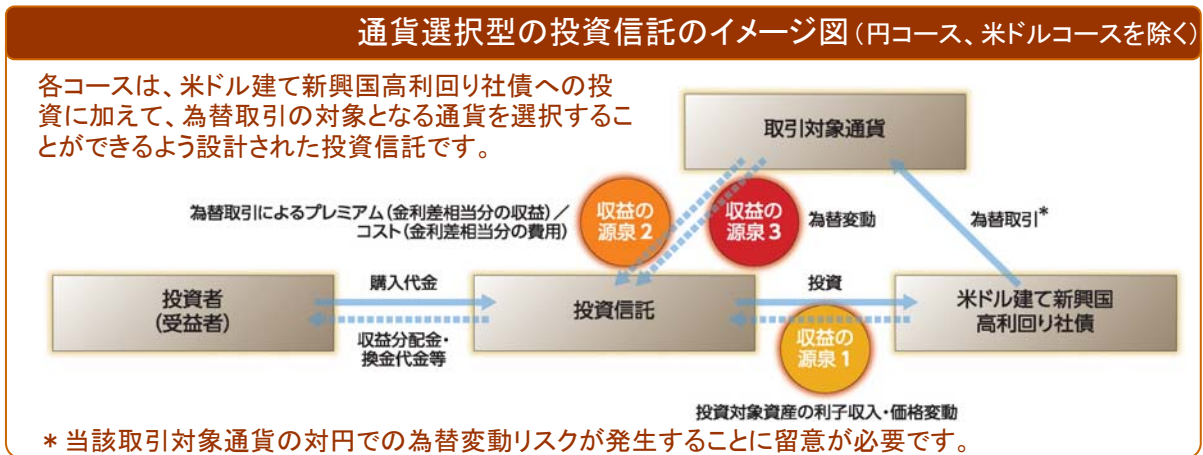 通貨選択型の投資信託のイメージ図(円コース、米ドルコースを除く)
各コースは、米ドル建て新興国高利回り社債への投
資に加えて、為替取引の対象となる通貨を選択するこ
とができるよう設計された投資信託です。
取引対象通貨
為替取引によるプレミアム(金利差相当分の収益)/
コスト(金利差相当分の費用)
収益の
源泉2
収益の
源泉3
為替変動
為替取引*
投資者
(受益者)
購入代金
収益分配金・
換金代金等
投資信託
投資
収益の
源泉1
米ドル建て新興国
高利回り社債
投資対象資産の利子収入・価格変動
* 当該取引対象通貨の対円での為替変動リスクが発生することに留意が必要です。